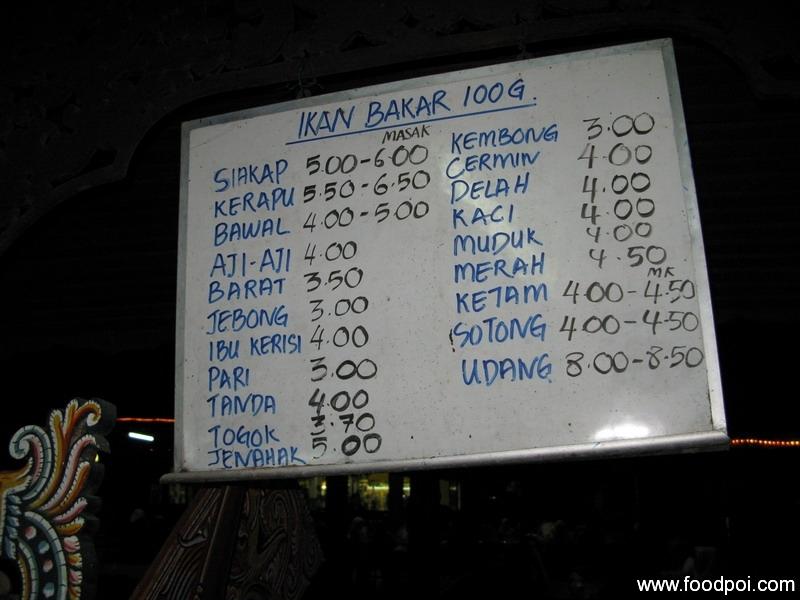 IKAN BAKAR 100G.
MASAK
SIAKAP 5.00-6.00
KERAPU 5.50-6.50
BAWAL 4.00-5.00
AJI-AJI 4.00
BARAT 3.50
JEBONG 3.00
IBU KERISI 4.00
PARI 3.00
TANDA 4.00
TOGOK 3.70
JENAHAK 5.00
KEMBONG 3.00
CERMIN 4.00
DELAH 4.00
KACI 4.00
MUDUK 4.00
MERAH 4.50
MK
KETAM 4.00-4.50
SOTONG 4.00-4.50
UDANG 8.00-8.50
www.foodpoi.com